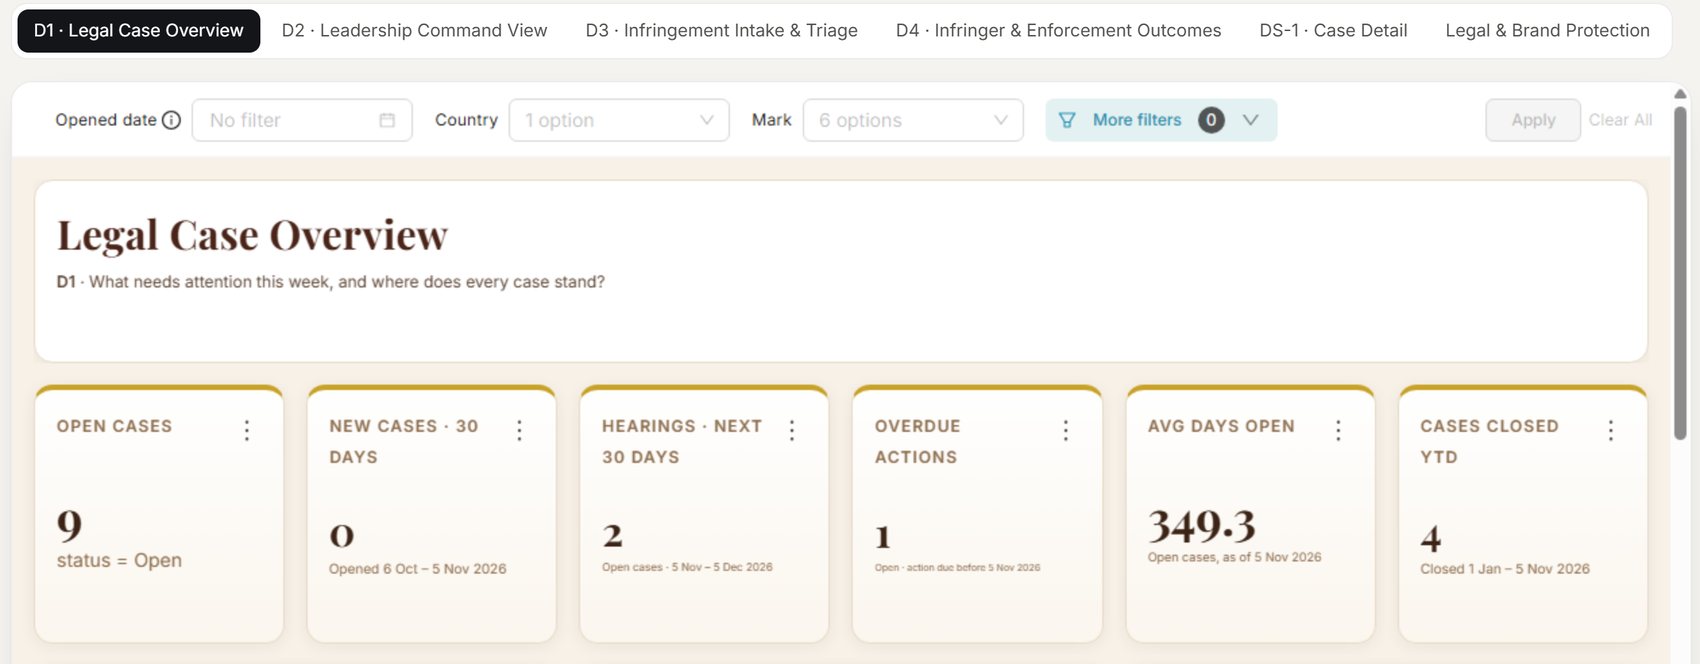 D1 · Legal Case Overview
D2 · Leadership Command View
D3 · Infringement Intake & Triage
D4 · Infringer & Enforcement Outcomes
DS-1 · Case Detail
Legal & Brand Protection
Opened date
No filter
Country
1 option
Mark
6 options
More filters
0
Apply
Clear All
Legal Case Overview
D1 · What needs attention this week, and where does every case stand?
OPEN CASES
9
status = Open
NEW CASES · 30
DAYS
0
Opened 6 Oct – 5 Nov 2026
HEARINGS · NEXT
30 DAYS
2
Open cases · 5 Nov – 5 Dec 2026
OVERDUE
ACTIONS
1
Open · action due before 5 Nov 2026
AVG DAYS OPEN
349.3
Open cases, as of 5 Nov 2026
CASES CLOSED
YTD
4
Closed 1 Jan – 5 Nov 2026